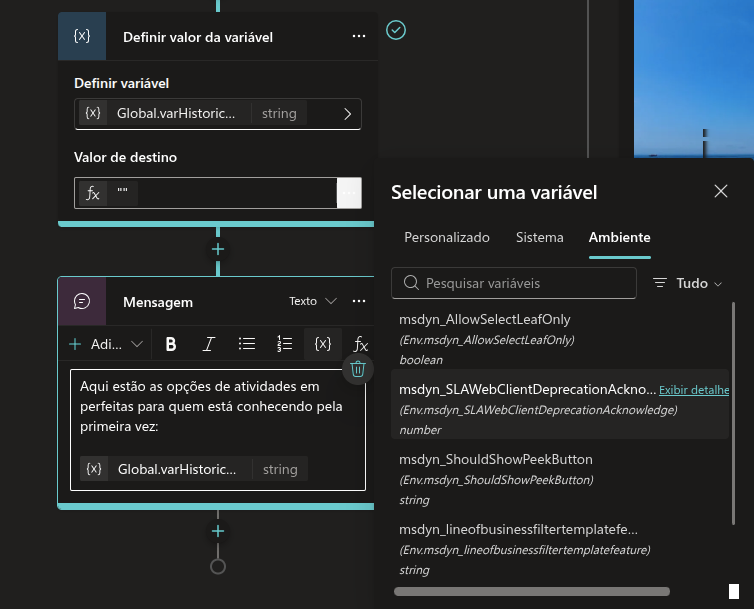 {x} Definir valor da variável ...
Definir variável
{x} Global.varHistoric... string
Valor de destino
fx ""
Mensagem Texto ...
+ Adi... B I {x} fx
Aqui estão as opções de atividades em
perfeitas para quem está conhecendo pela
primeira vez:
{x} Global.varHistoric... string
Selecionar uma variável
Personalizado Sistema Ambiente
Pesquisar variáveis Tudo
msdyn_AllowSelectLeafOnly
(Env.msdyn_AllowSelectLeafOnly)
boolean
msdyn_SLAWebClientDeprecationAckno... Exibir detalhe
(Env.msdyn_SLAWebClientDeprecationAcknowledge)
number
msdyn_ShouldShowPeekButton
(Env.msdyn_ShouldShowPeekButton)
string
msdyn_lineofbusinessfiltertemplatefe...
(Env.msdyn_lineofbusinessfiltertemplatefeature)
string